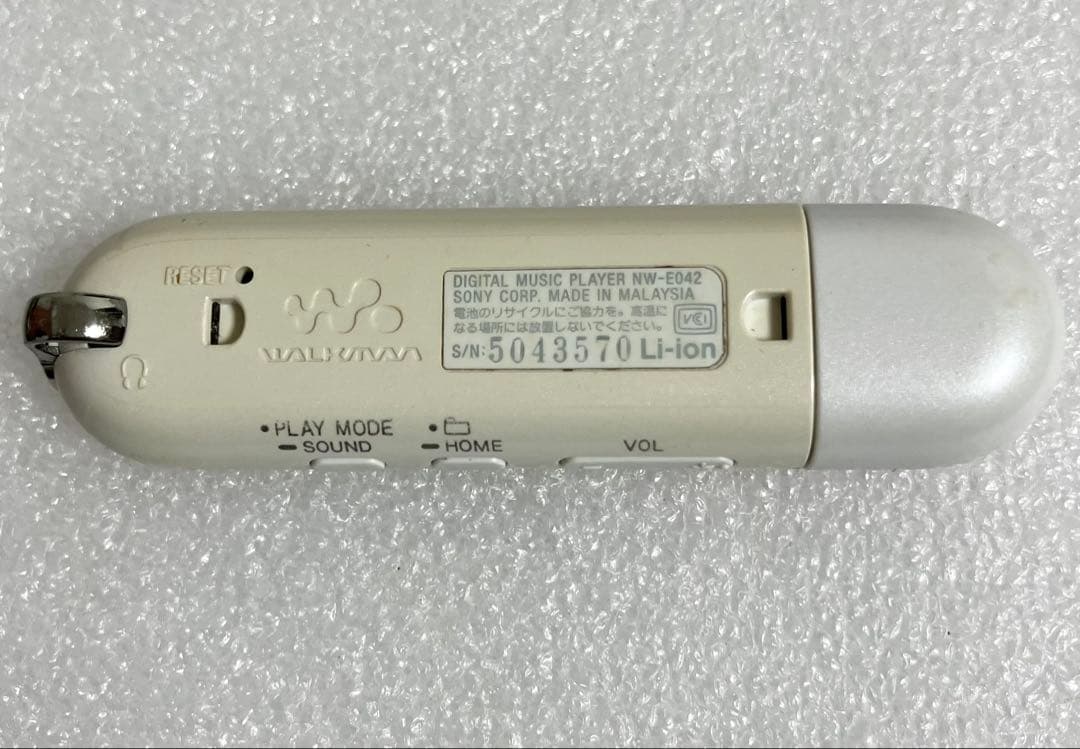 RESET
WALKMAN
DIGITAL MUSIC PLAYER NW-E042
SONY CORP. MADE IN MALAYSIA
電池のリサイクルにご協力を。高温に
なる場所には放置しないでください。
VCI
S/N:5043570 Li-ion
•PLAY MODE
SOUND
HOME
VOL